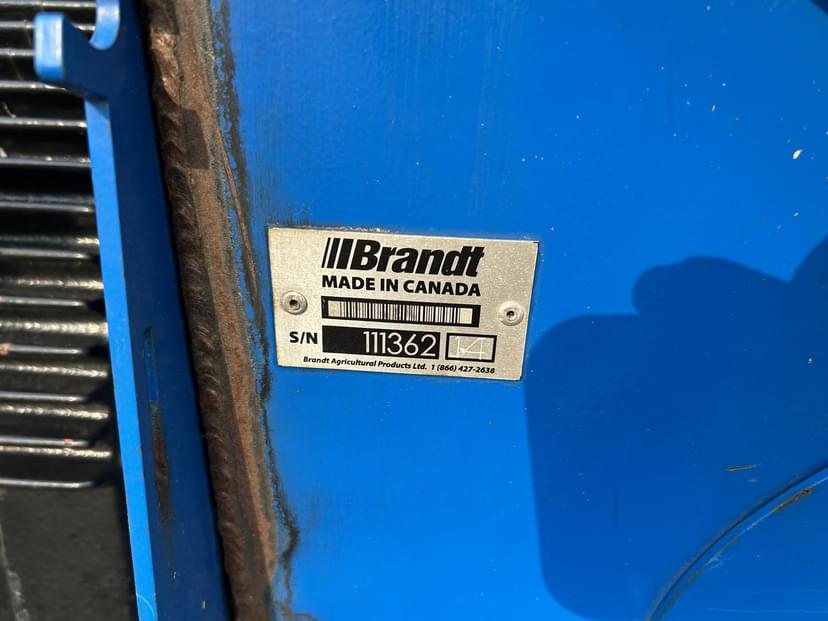 Brandt
MADE IN CANADA
S/N 111362 14
Brandt Agricultural Products Ltd. 1 (866) 427-2638